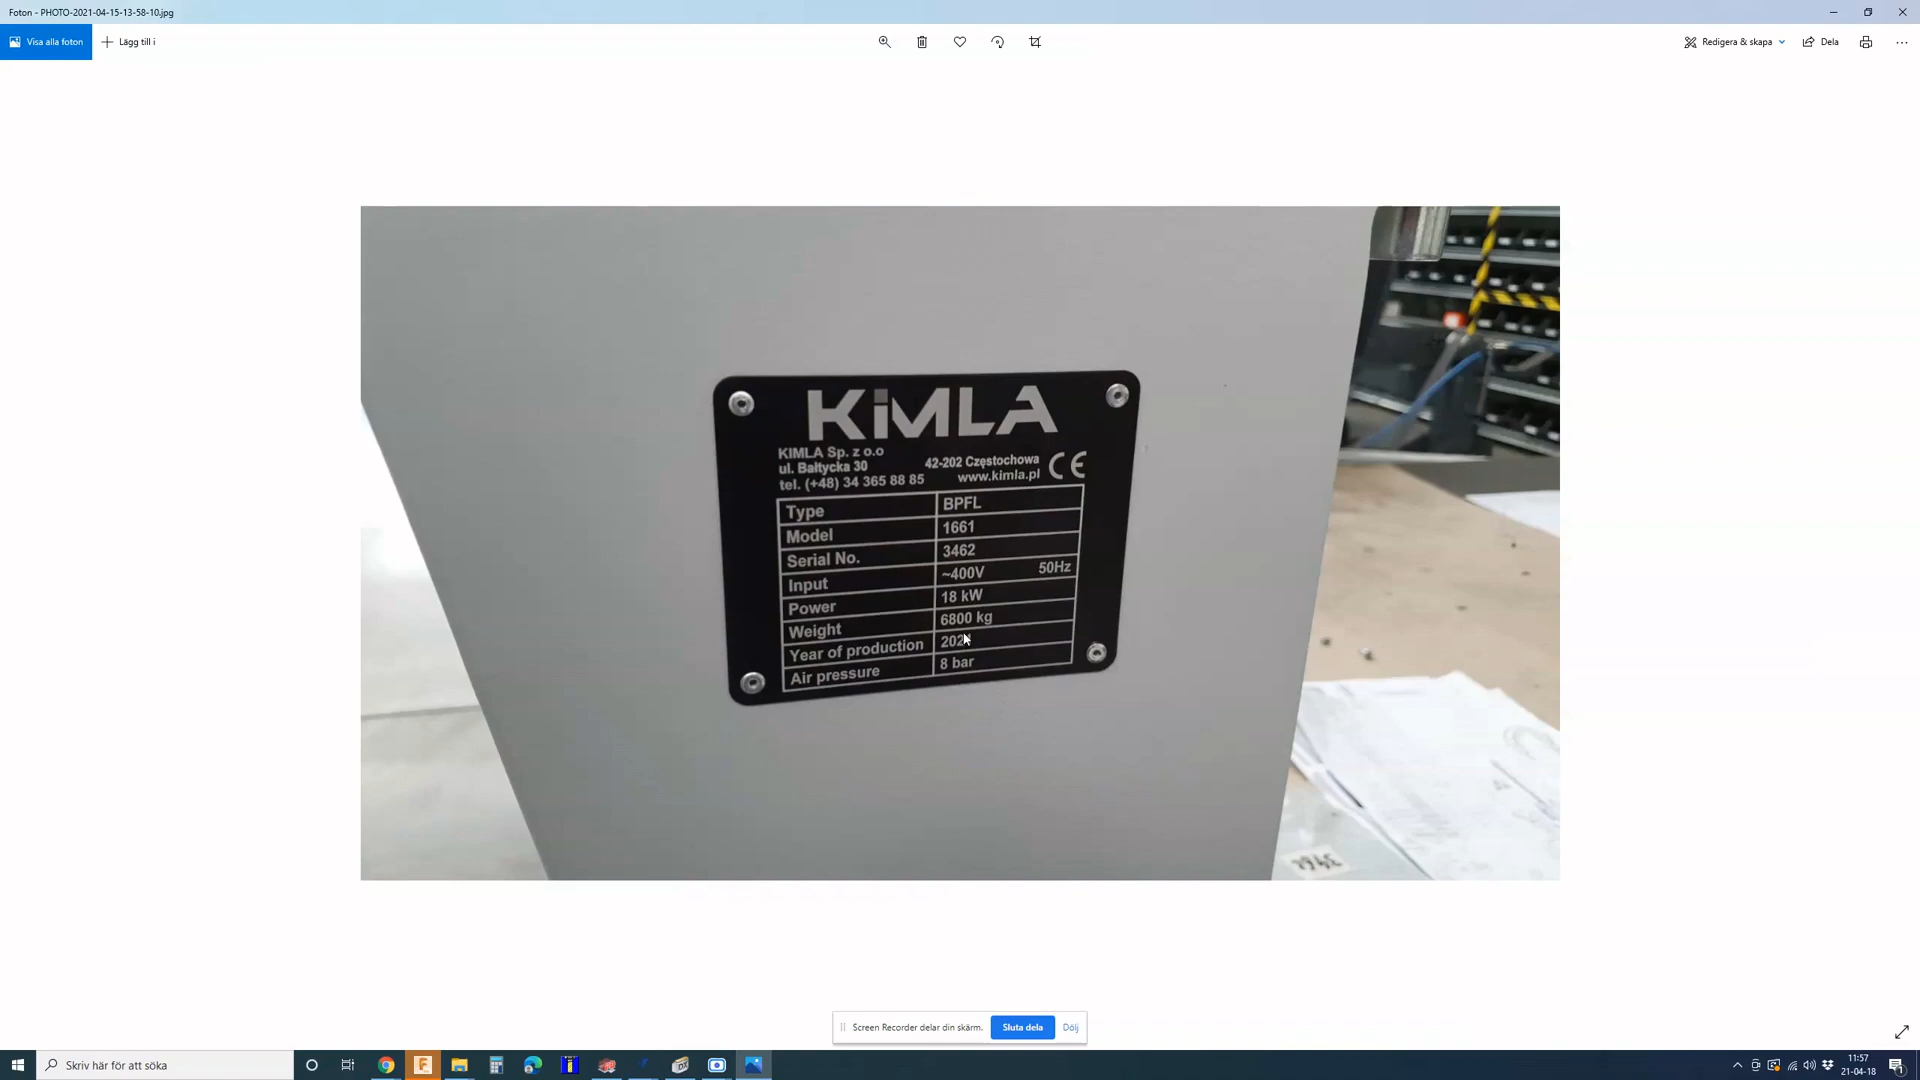 Foton - PHOTO-2021-04-15-13-58-10.jpg
Visa alla foton
Lägg till i
Redigera & skapa
Dela
KiMLA
KIMLA Sp. z o.o
ul. Bałtycka 30
42-202 Częstochowa
tel. (+48) 34 365 88 85
www.kimla.pl
CE
Type BPFL
Model 1661
Serial No. 3462
Input ~400V 50Hz
Power 18 kW
Weight 6800 kg
Year of production
Air pressure 8 bar
Screen Recorder delar din skärm.
Sluta dela
Dölj
Skriv här för att söka
11:57
21-04-18